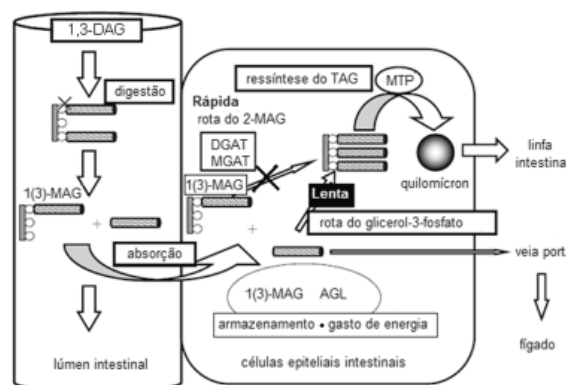 1,3-DAG
digestão
1(3)-MAG
absorção
lúmen intestinal
ressíntese do TAG
MTP
Rápida
rota do 2-MAG
DGAT
MGAT
1(3)-MAG
Lenta
rota do glicerol-3-fosfato
quilomícron
linfa
intestina
veia port
fígado
1(3)-MAG AGL
armazenamento • gasto de energia
células epiteliais intestinais